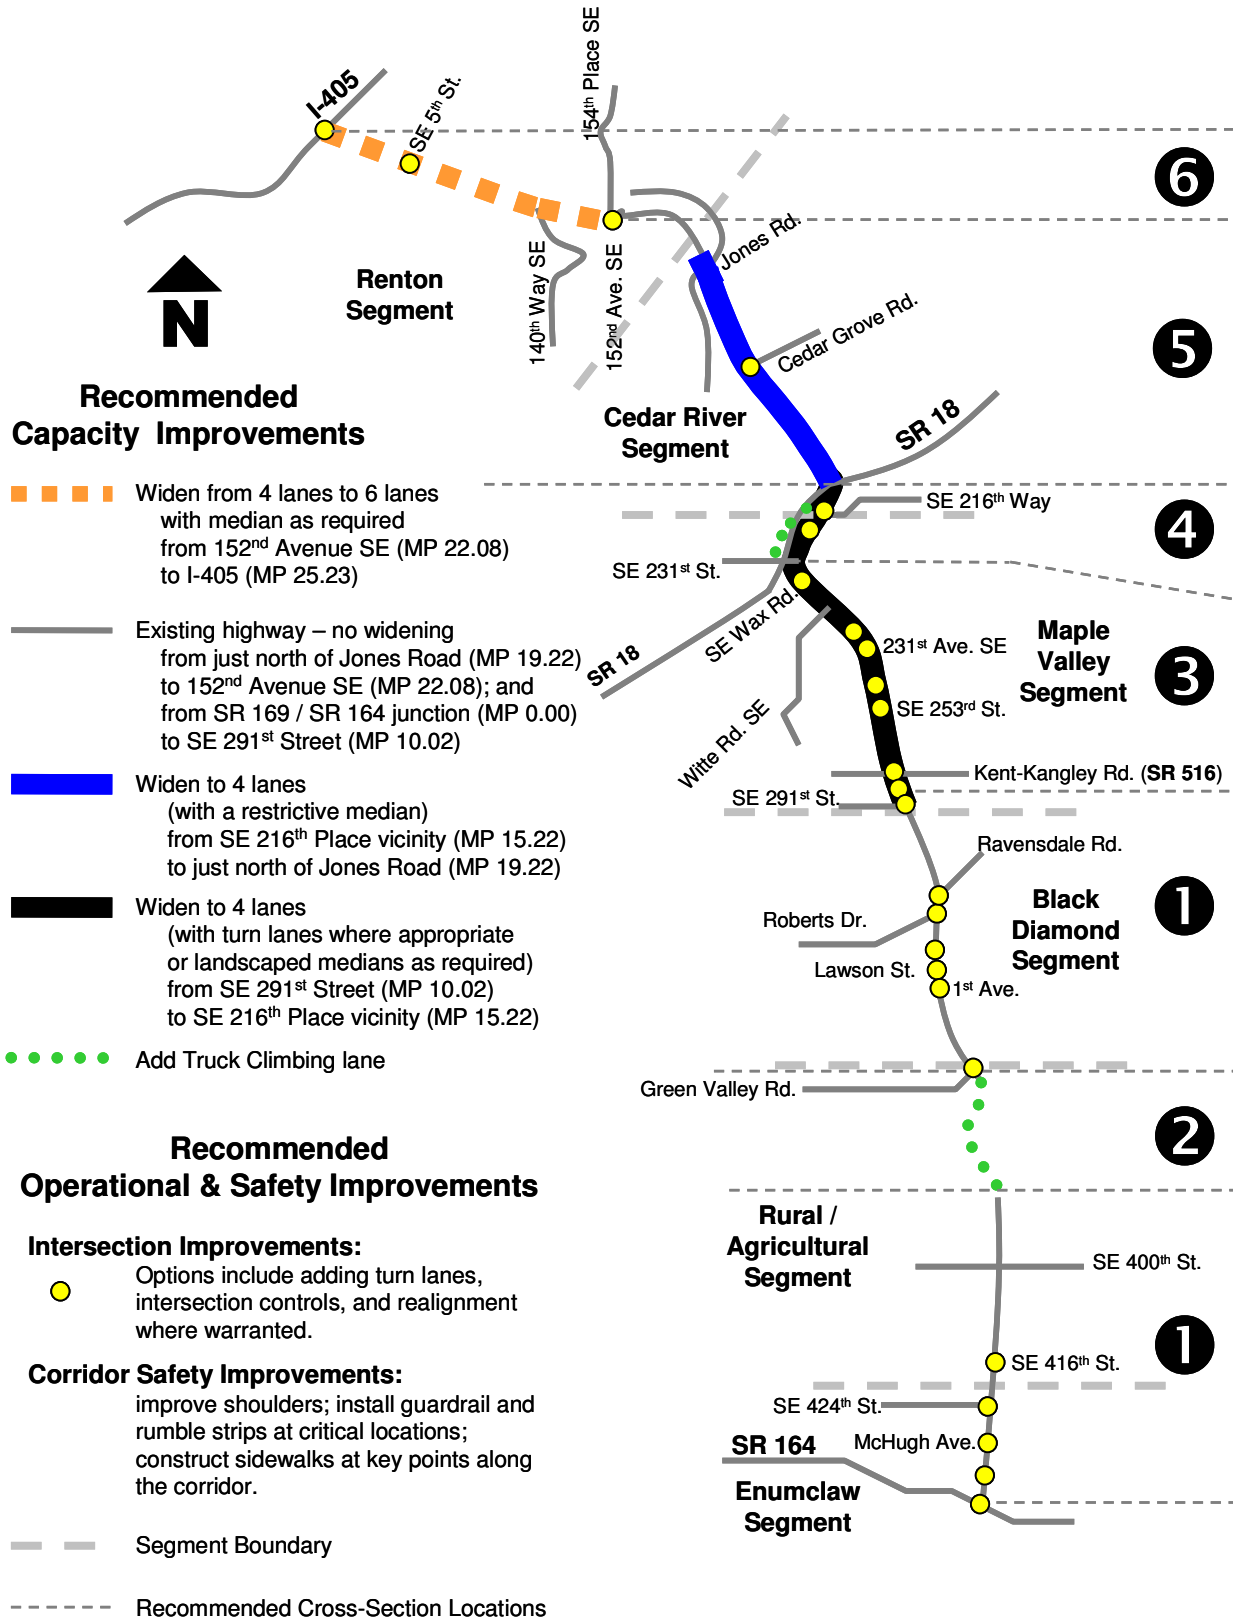 154th Place SE
I-405
SE 5th St.
6
Jones Rd.
140th Way SE
152nd Ave. SE
N
Renton
Segment
Cedar Grove Rd.
5
Recommended
Capacity Improvements
Cedar River
Segment
SR 18
Widen from 4 lanes to 6 lanes
with median as required
from 152nd Avenue SE (MP 22.08)
to I-405 (MP 25.23)
SE 216th Way
4
SE 231st St.
SE Wax Rd.
SR 18
Existing highway – no widening
from just north of Jones Road (MP 19.22)
to 152nd Avenue SE (MP 22.08); and
from SR 169 / SR 164 junction (MP 0.00)
to SE 291st Street (MP 10.02)
231st Ave. SE
Maple
Valley
Segment
3
SE 253rd St.
Witte Rd. SE
Widen to 4 lanes
(with a restrictive median)
from SE 216th Place vicinity (MP 15.22)
to just north of Jones Road (MP 19.22)
Kent-Kangley Rd. (SR 516)
SE 291st St.
Ravensdale Rd.
Widen to 4 lanes
(with turn lanes where appropriate
or landscaped medians as required)
from SE 291st Street (MP 10.02)
to SE 216th Place vicinity (MP 15.22)
Roberts Dr.
Black
Diamond
Segment
1
Lawson St.
1st Ave.
Add Truck Climbing lane
Green Valley Rd.
2
Recommended
Operational & Safety Improvements
Rural /
Agricultural
Segment
SE 400th St.
Intersection Improvements:
Options include adding turn lanes,
intersection controls, and realignment
where warranted.
1
SE 416th St.
Corridor Safety Improvements:
improve shoulders; install guardrail and
rumble strips at critical locations;
construct sidewalks at key points along
the corridor.
SE 424th St.
McHugh Ave.
SR 164
Enumclaw
Segment
Segment Boundary
Recommended Cross-Section Locations